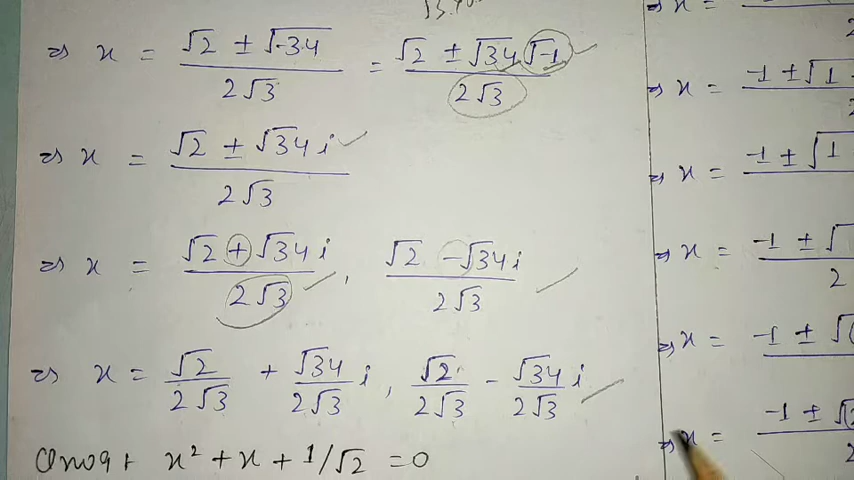 ⇒ x = (√2 ± √-34) / (2√3) = (√2 ± √34 √-1) / (2√3)
⇒ x = (√2 ± √34 i) / (2√3)
⇒ x = (√2 + √34 i) / (2√3) , (√2 - √34 i) / (2√3)
⇒ x = √2 / (2√3) + √34 / (2√3) i , √2 / (2√3) - √34 / (2√3) i
Qno9+ x² + x + 1/√2 = 0
⇒ x =
⇒ x = -1 ± √1
⇒ x = -1 ± √1
⇒ x = -1 ± √ / 2
⇒ x = -1 ± √
⇒ x = -1 ± √